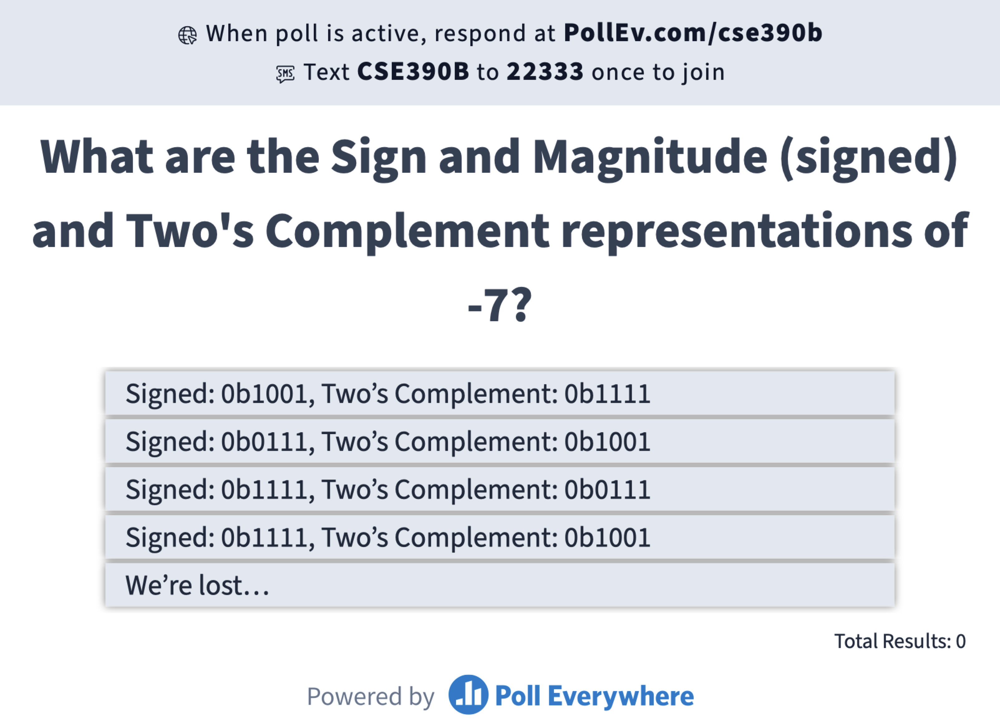 When poll is active, respond at PollEv.com/cse390b
SMS Text CSE390B to 22333 once to join
What are the Sign and Magnitude (signed)
and Two's Complement representations of
-7?
Signed: 0b1001, Two’s Complement: 0b1111
Signed: 0b0111, Two’s Complement: 0b1001
Signed: 0b1111, Two’s Complement: 0b0111
Signed: 0b1111, Two’s Complement: 0b1001
We’re lost…
Total Results: 0
Powered by Poll Everywhere